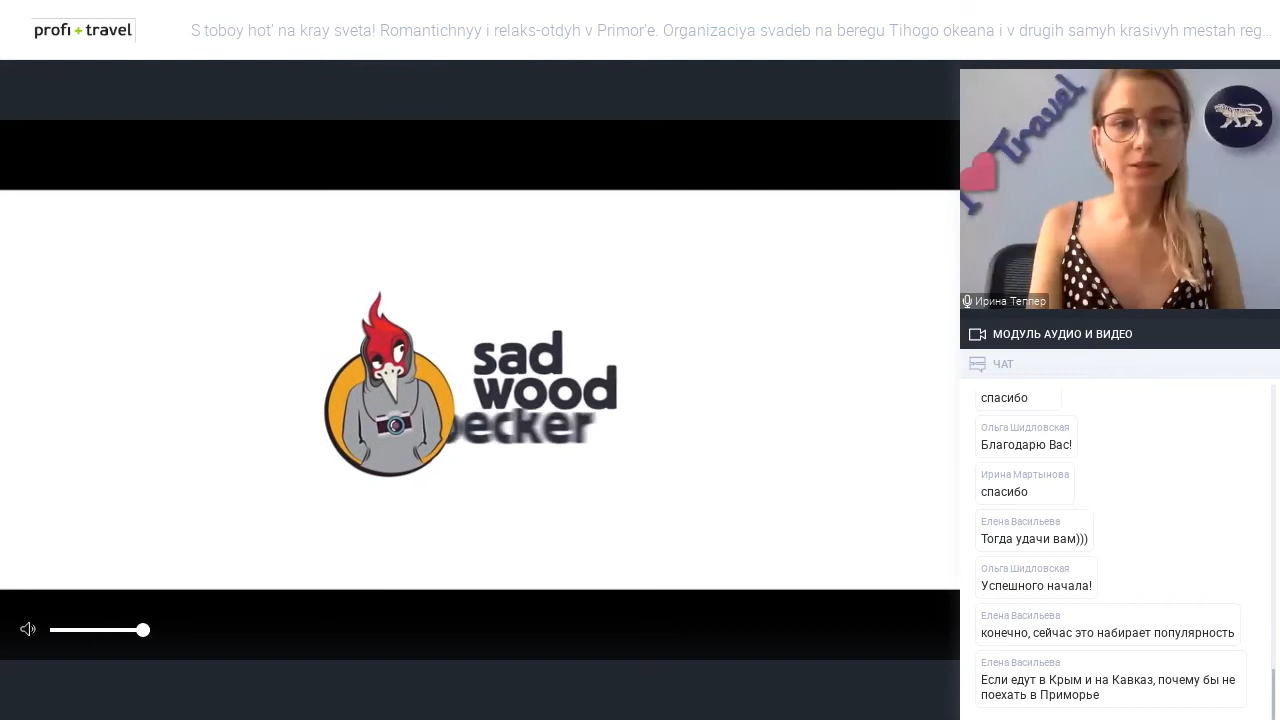 profi + travel
S toboy hot' na kray sveta! Romantichnyy i relaks-otdyh v Primor'e. Organizaciya svadeb na beregu Tihogo okeana i v drugih samyh krasivyh mestah reg...
I
Travel
sad
wood
pecker
Ирина Теппер
МОДУЛЬ АУДИО И ВИДЕО
ЧАТ
спасибо
Ольга Шидловская
Благодарю Вас!
Ирина Мартынова
спасибо
Елена Васильева
Тогда удачи вам)))
Ольга Шидловская
Успешного начала!
Елена Васильева
конечно, сейчас это набирает популярность
Елена Васильева
Если едут в Крым и на Кавказ, почему бы не
поехать в Приморье